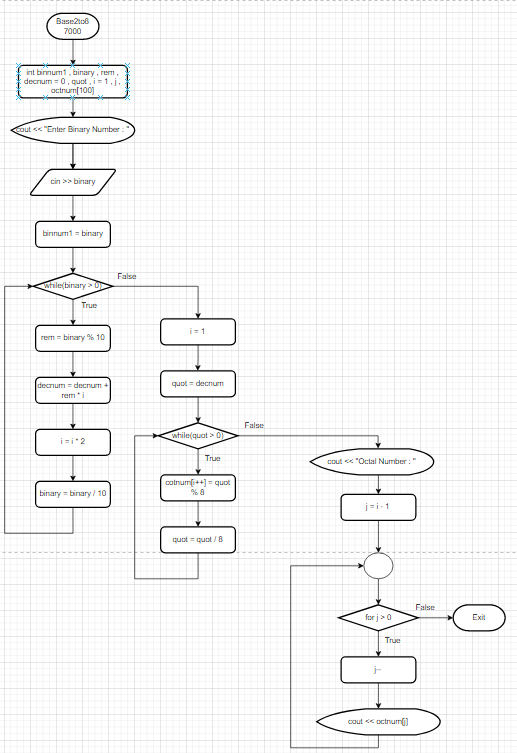 Base2to8
7000
int binnum1 , binary , rem ,
decnum = 0 , quot , i = 1 , j ,
octnum[100]
cout << "Enter Binary Number : "
cin >> binary
binnum1 = binary
while(binary > 0)
False
True
rem = binary % 10
decnum = decnum +
rem * i
i = i * 2
binary = binary / 10
i = 1
quot = decnum
while(quot > 0)
False
True
cotnum[i++] = quot
% 8
quot = quot / 8
cout << "Octal Number : "
j = i - 1
for j > 0
False
Exit
True
j--
cout << octnum[j]